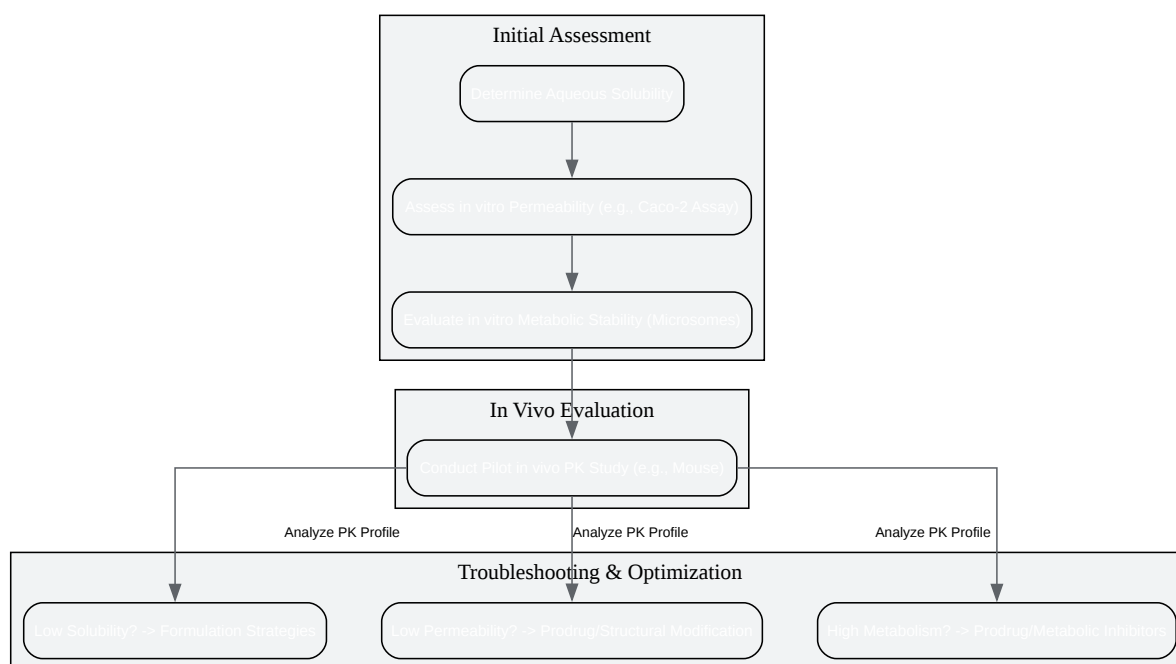 Initial Assessment
Determine Aqueous Solubility
Assess in vitro Permeability (e.g., Caco-2 Assay)
Evaluate in vitro Metabolic Stability (Microsomes)
In Vivo Evaluation
Conduct Pilot in vivo PK Study (e.g., Mouse)
Analyze PK Profile
Analyze PK Profile
Analyze PK Profile
Troubleshooting & Optimization
Low Solubility? -> Formulation Strategies
Low Permeability? -> Prodrug/Structural Modification
High Metabolism? -> Prodrug/Metabolic Inhibitors